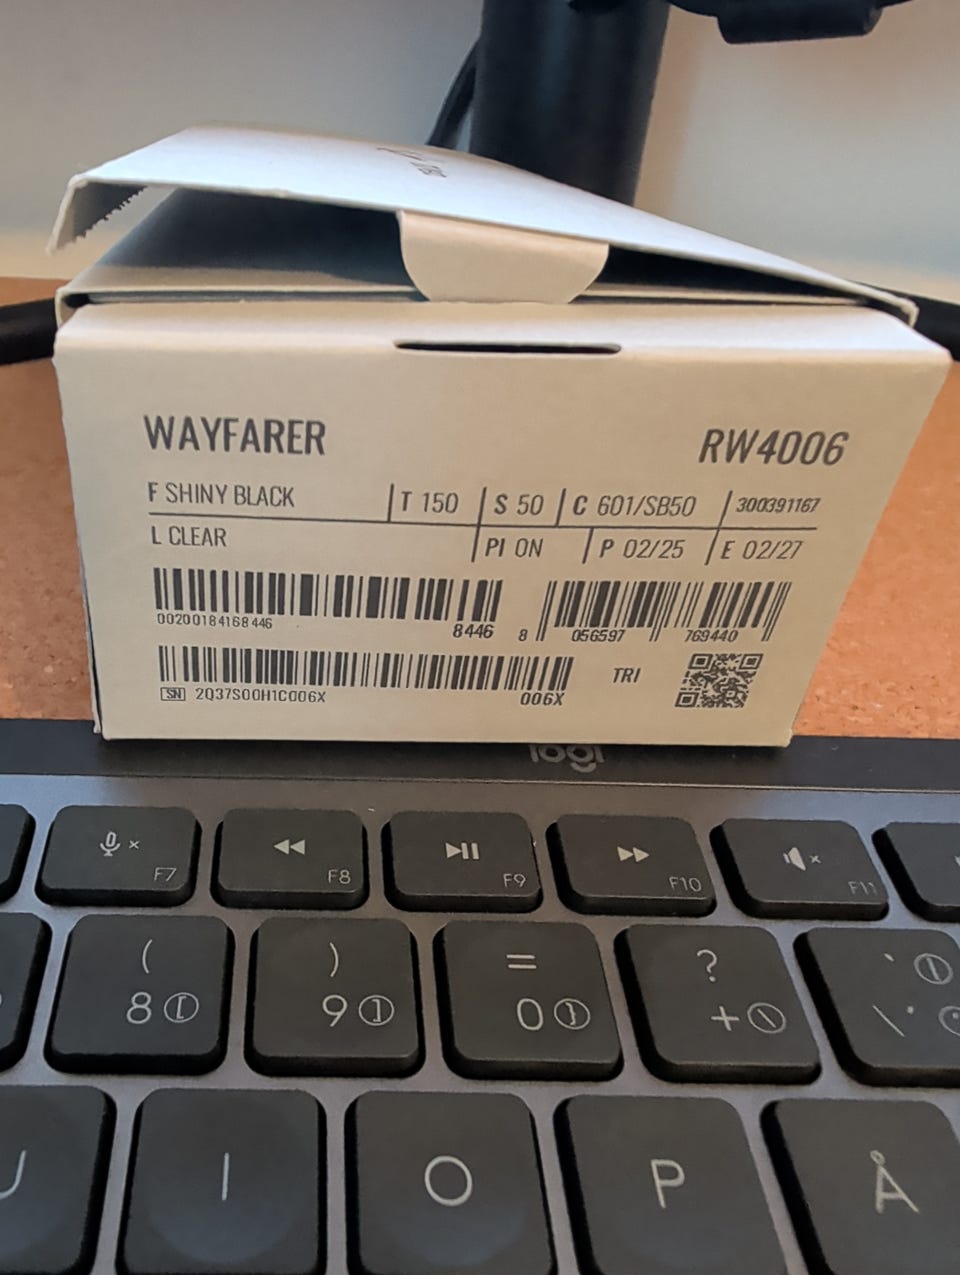 WAYFARER
RW4006
F SHINY BLACK T 150 S 50 C 601/SB50 300391167
L CLEAR PI ON P 02/25 E 02/27
00200184168446 8446 8 056597 769440
SN 2Q37S00H1C006X 006X TRI
logi
F7 F8 F9 F10 F11
( ) = ? `
8 [ 9 ] 0 } + \ \ ´
U I O P Å